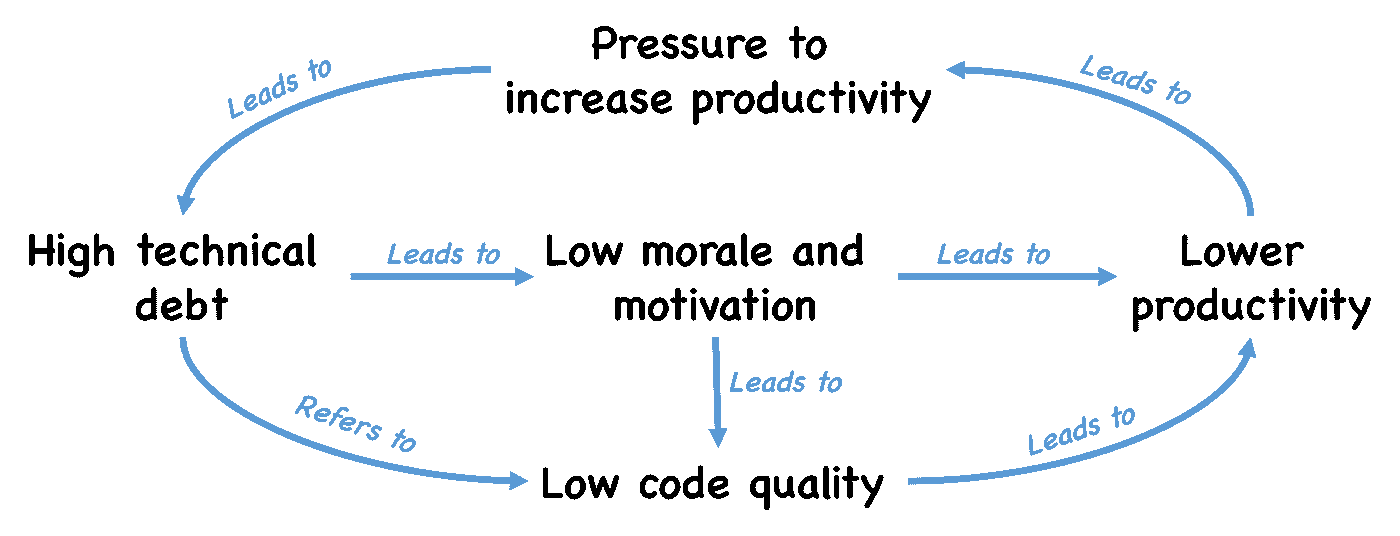 Pressure to
increase productivity
Leads to
Leads to
High technical
debt
Leads to
Low morale and
motivation
Leads to
Lower
productivity
Leads to
Refers to
Leads to
Low code quality